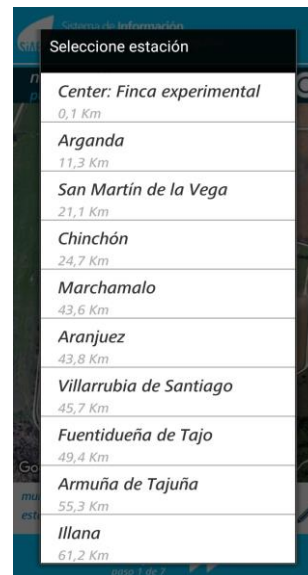 Sistema de Información
Seleccione estación
Center: Finca experimental
0,1 Km
Arganda
11,3 Km
San Martín de la Vega
21,1 Km
Chinchón
24,7 Km
Marchamalo
43,6 Km
Aranjuez
43,8 Km
Villarrubia de Santiago
45,7 Km
Fuentidueña de Tajo
49,4 Km
Armuña de Tajuña
55,3 Km
Illana
61,2 Km
paso 1 de 7